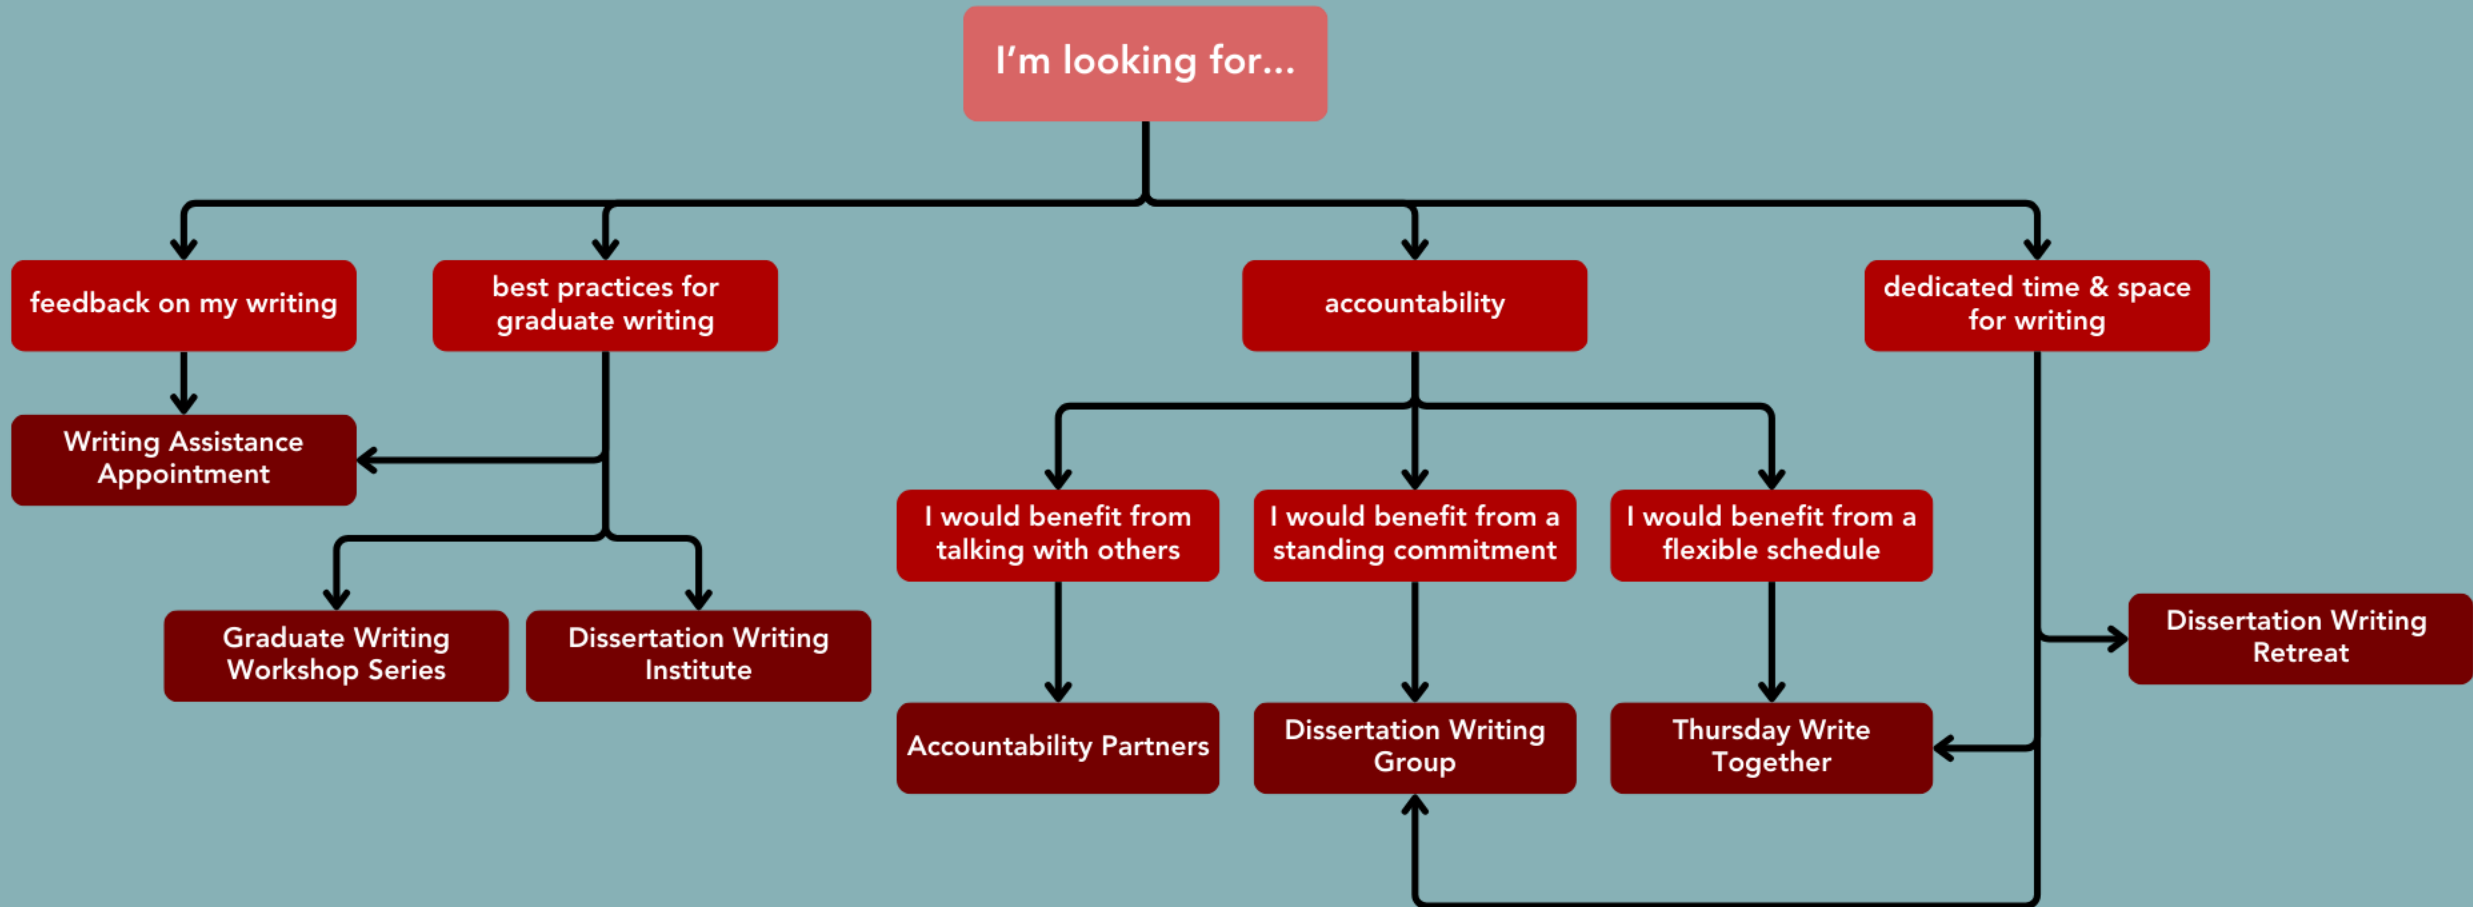 I’m looking for...
feedback on my writing
best practices for
graduate writing
accountability
dedicated time & space
for writing
Writing Assistance
Appointment
I would benefit from
talking with others
I would benefit from a
standing commitment
I would benefit from a
flexible schedule
Graduate Writing
Workshop Series
Dissertation Writing
Institute
Dissertation Writing
Retreat
Accountability Partners
Dissertation Writing
Group
Thursday Write
Together